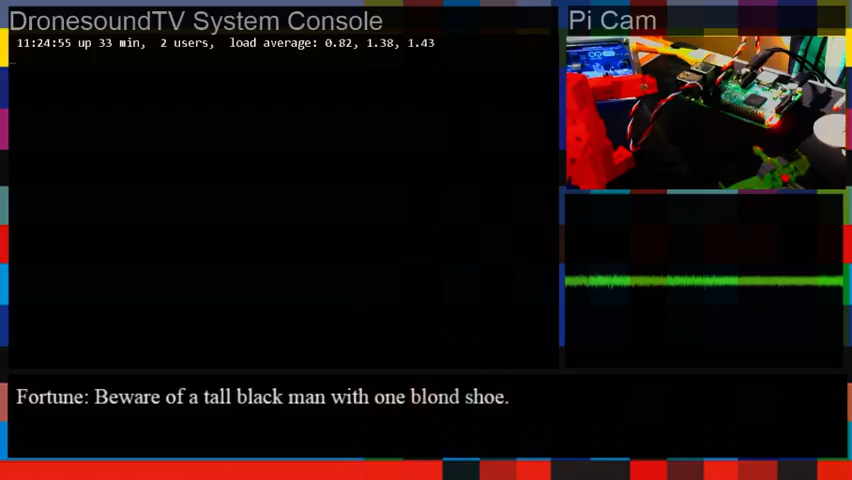 DronesoundTV System Console
Pi Cam
11:24:55 up 33 min,  2 users,  load average: 0.82, 1.38, 1.43
Fortune: Beware of a tall black man with one blond shoe.